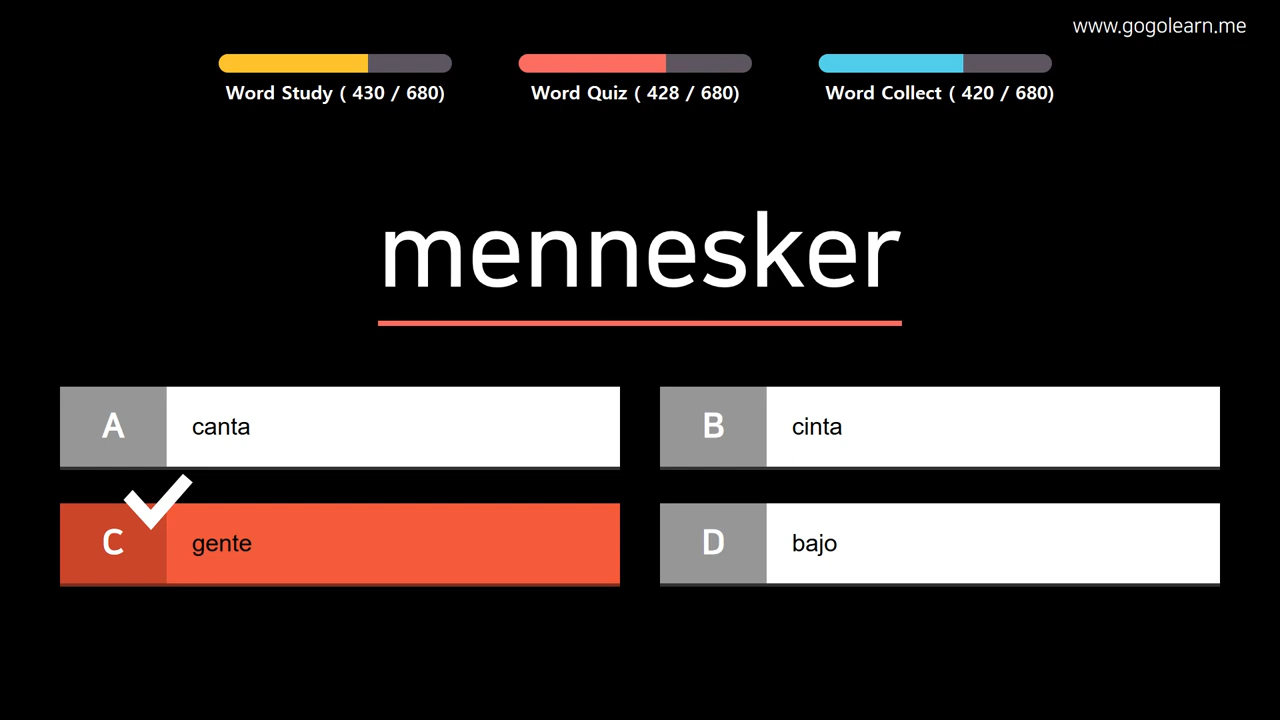 www.gogolearn.me
Word Study ( 430 / 680)
Word Quiz ( 428 / 680)
Word Collect ( 420 / 680)
mennesker
A
canta
B
cinta
C
gente
D
bajo